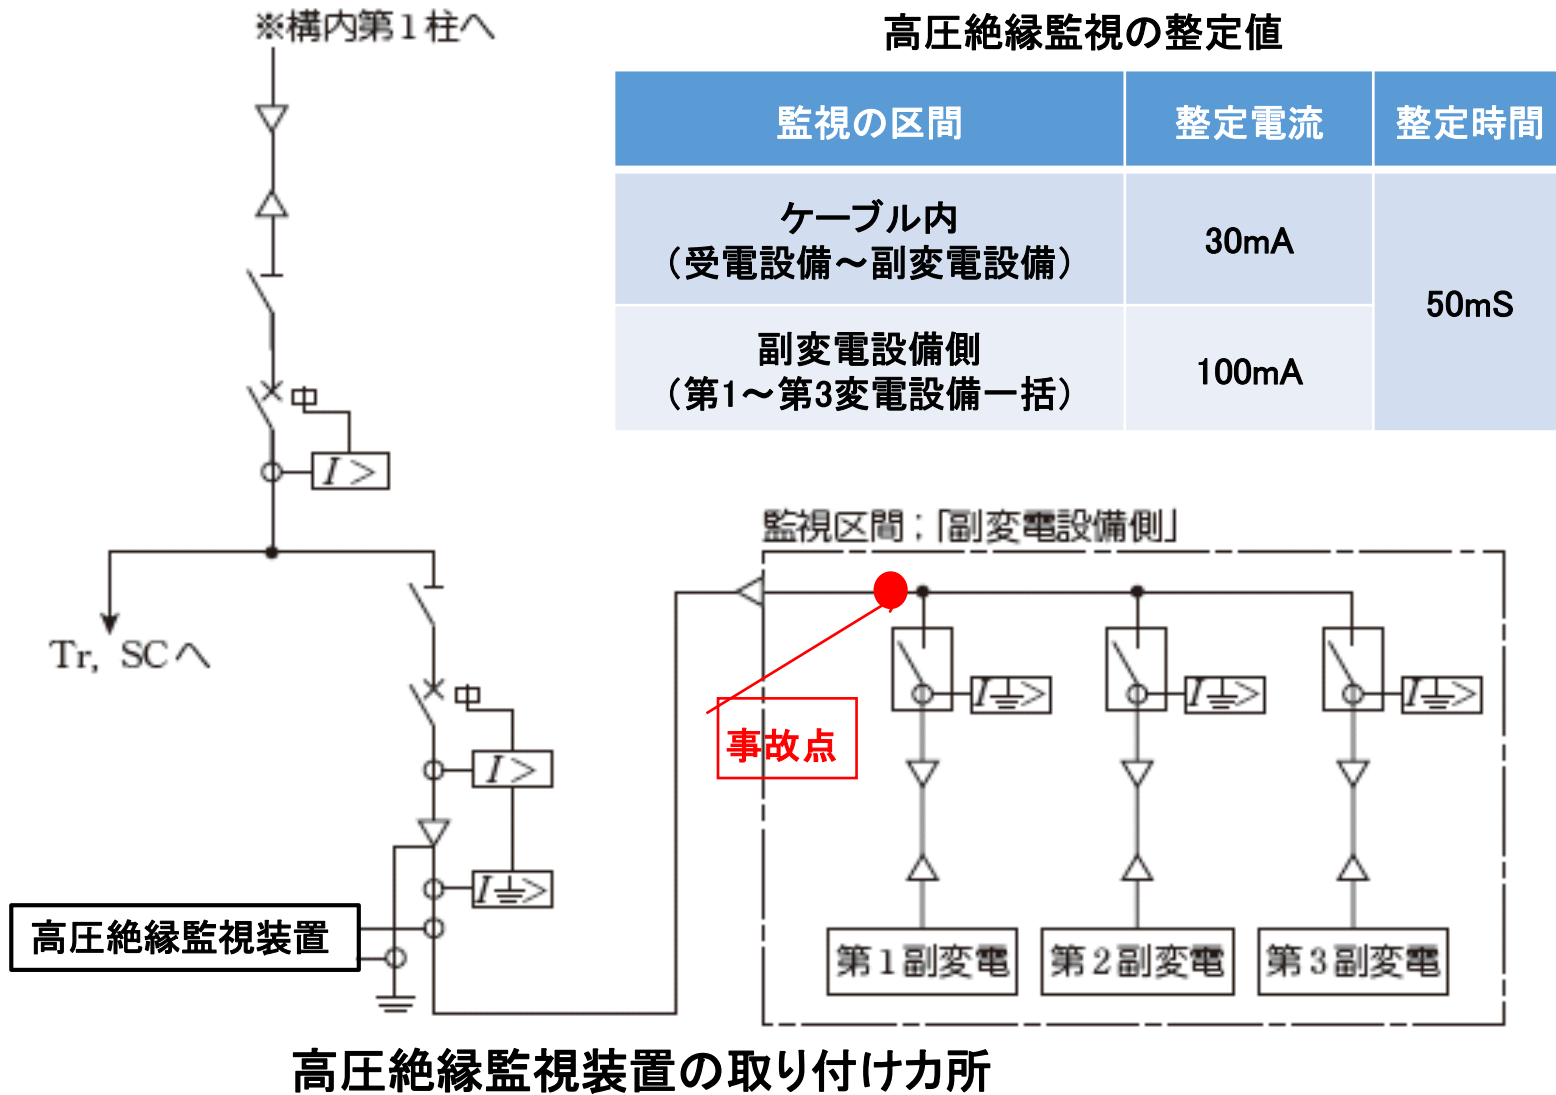 ※構内第1柱へ
高圧絶縁監視の整定値
監視の区間
整定電流
整定時間
ケーブル内
（受電設備～副変電設備）
30mA
50mS
副変電設備側
（第1～第3変電設備一括）
100mA
I >
監視区間；「副変電設備側」
Tr, SCへ
I >
I >
I >
I >
事故点
I >
I >
高圧絶縁監視装置
第1副変電
第2副変電
第3副変電
高圧絶縁監視装置の取り付けカ所